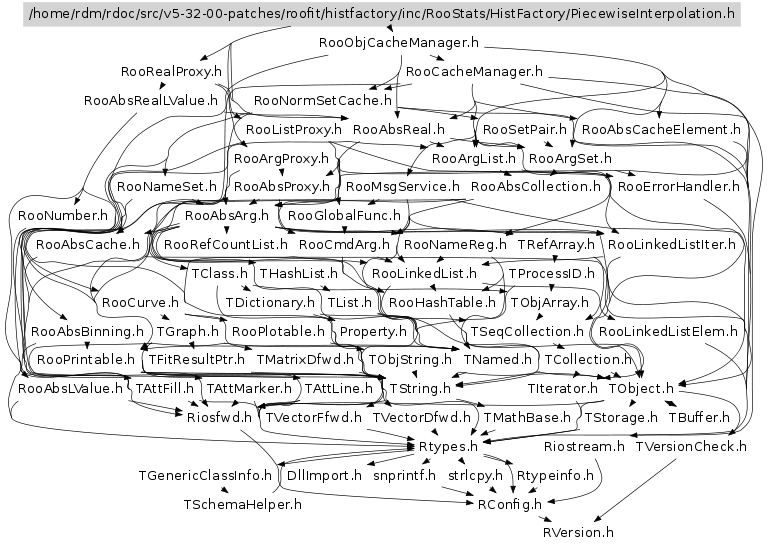 /home/rdm/rdoc/src/v5-32-00-patches/roofit/histfactory/inc/RooStats/HistFactory/PiecewiseInterpolation.h
RooObjCacheManager.h
RooRealProxy.h RooCacheManager.h
RooAbsRealLValue.h RooNormSetCache.h
RooListProxy.h RooAbsReal.h RooSetPair.h RooAbsCacheElement.h
RooArgProxy.h RooArgList.h RooArgSet.h
RooNameSet.h RooAbsProxy.h RooMsgService.h RooAbsCollection.h RooErrorHandler.h
RooNumber.h RooAbsArg.h RooGlobalFunc.h
RooAbsCache.h RooRefCountList.h RooCmdArg.h RooNameReg.h TRefArray.h RooLinkedListIter.h
TClass.h THashList.h RooLinkedList.h TProcessID.h
RooCurve.h TDictionary.h TList.h RooHashTable.h TObjArray.h
RooAbsBinning.h TGraph.h RooPlotable.h Property.h TSeqCollection.h RooLinkedListElem.h
RooPrintable.h TFitResultPtr.h TMatrixDfwd.h TObjString.h TNamed.h TCollection.h
RooAbsLValue.h TAttFill.h TAttMarker.h TAttLine.h TString.h TIterator.h TObject.h
Riosfwd.h TVectorFfwd.h TVectorDfwd.h TMathBase.h TStorage.h TBuffer.h
Rtypes.h Riostream.h TVersionCheck.h
TGenericClassInfo.h DllImport.h snprintf.h strlcpy.h Rtypeinfo.h
TSchemaHelper.h RConfig.h
RVersion.h